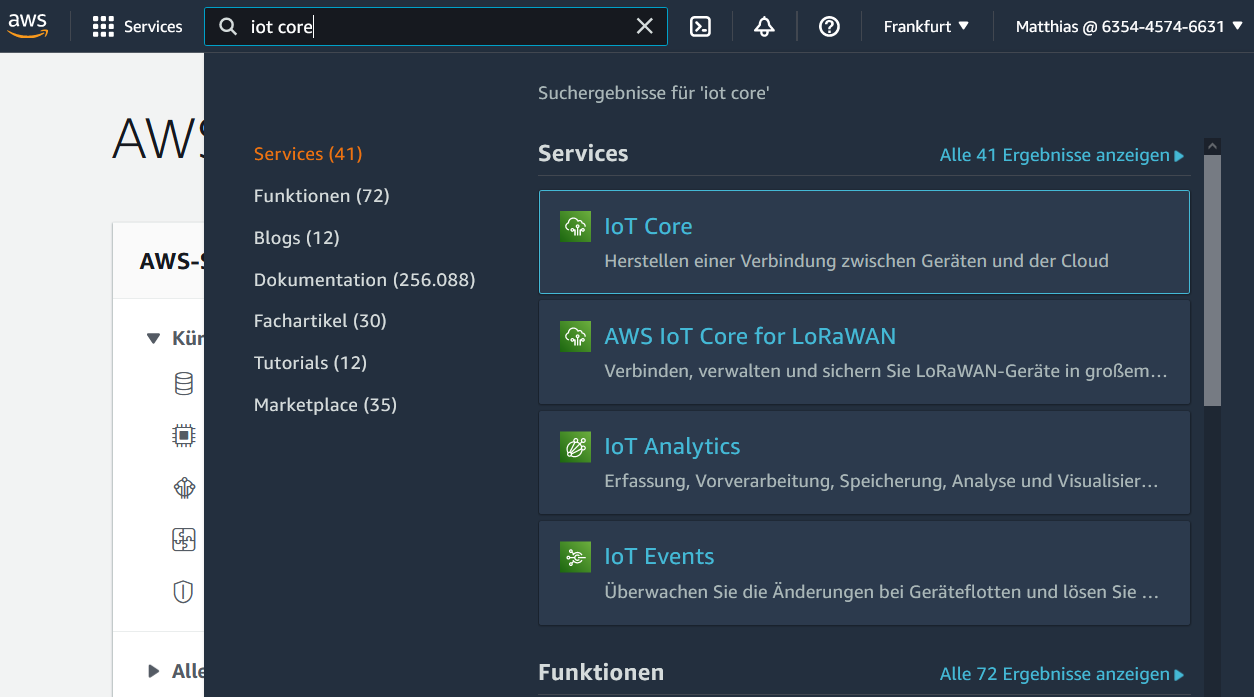 aws
Services
iot core
Frankfurt
Matthias @ 6354-4574-6631
Suchergebnisse für 'iot core'
Services (41)
Funktionen (72)
Blogs (12)
Dokumentation (256.088)
Fachartikel (30)
Tutorials (12)
Marketplace (35)
Services
Alle 41 Ergebnisse anzeigen
IoT Core
Herstellen einer Verbindung zwischen Geräten und der Cloud
AWS IoT Core for LoRaWAN
Verbinden, verwalten und sichern Sie LoRaWAN-Geräte in großem…
IoT Analytics
Erfassung, Vorverarbeitung, Speicherung, Analyse und Visualisier…
IoT Events
Überwachen Sie die Änderungen bei Geräteflotten und lösen Sie …
Funktionen
Alle 72 Ergebnisse anzeigen
AWS
AWS-S
Kür
Alle